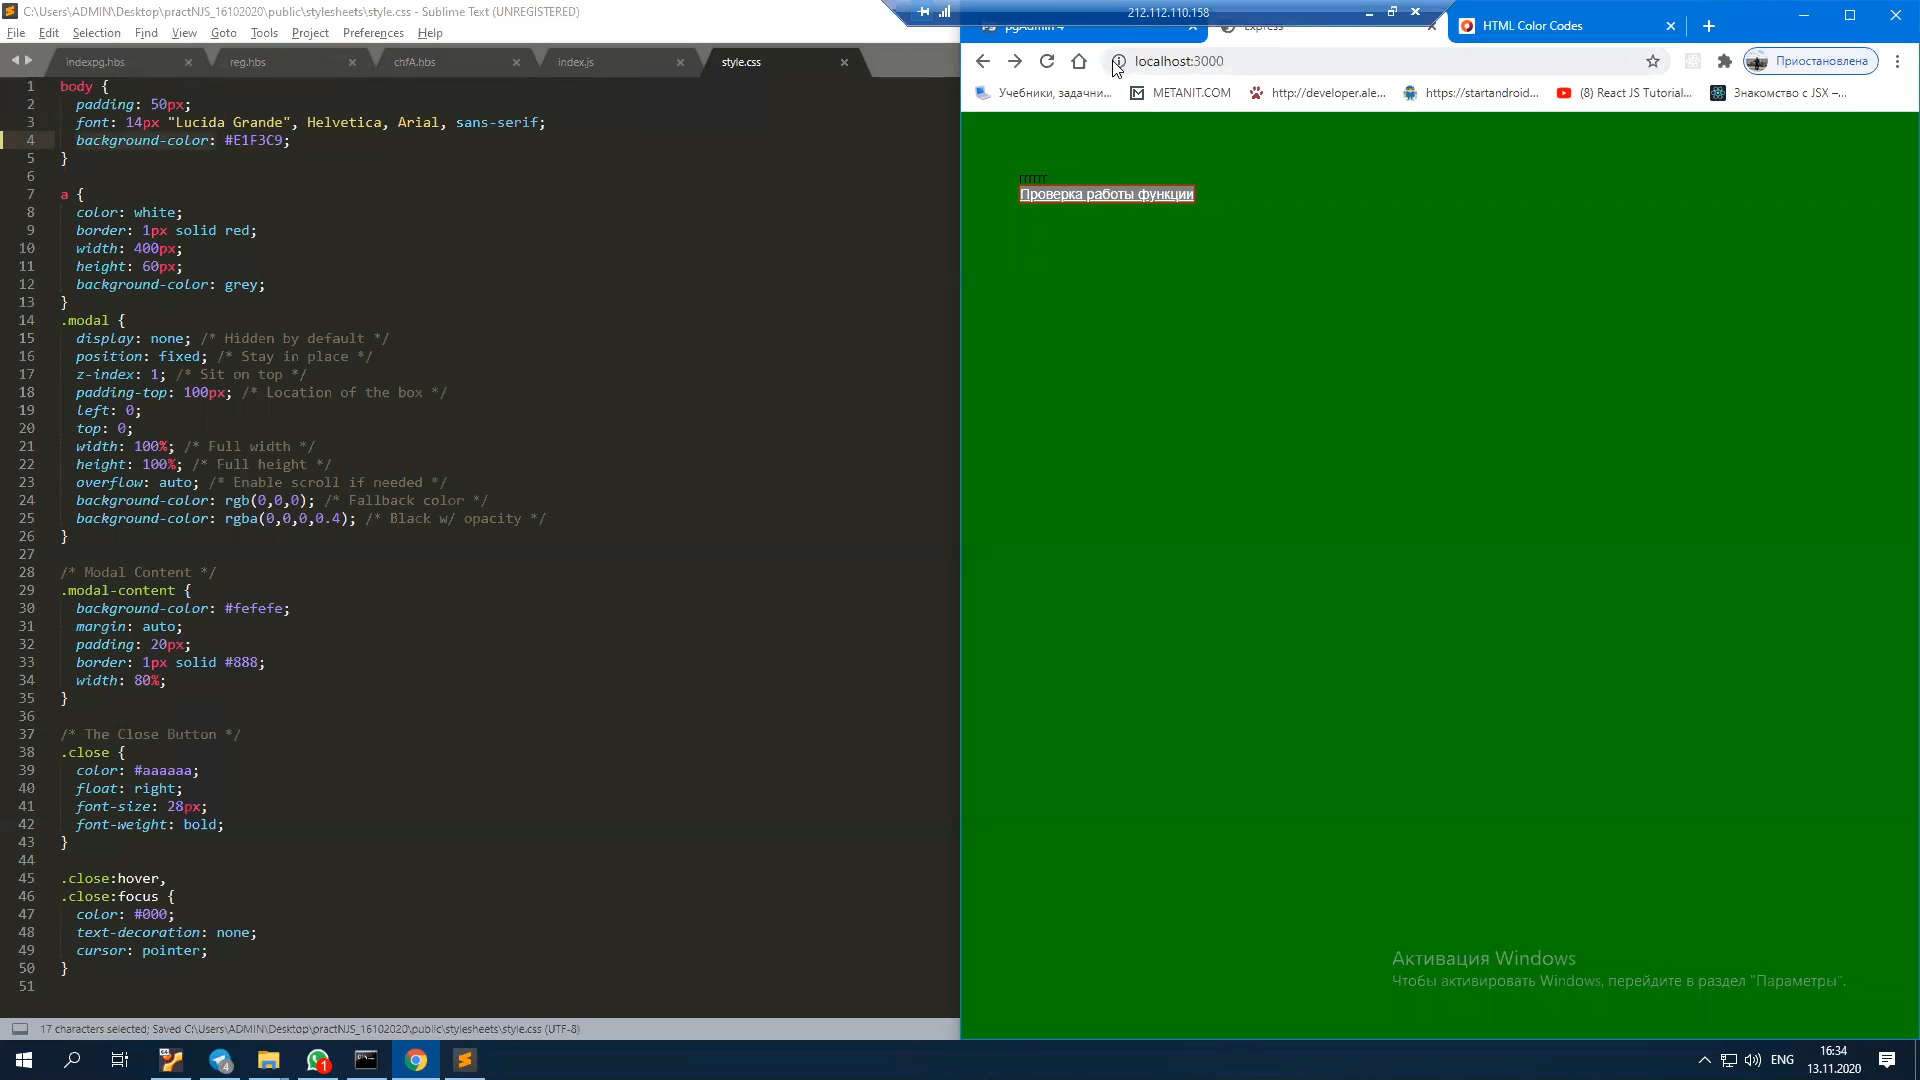 C:\Users\ADMIN\Desktop\practNJS_16102020\public\stylesheets\style.css - Sublime Text (UNREGISTERED)
File Edit Selection Find View Goto Tools Project Preferences Help
indexpg.hbs reg.hbs chfA.hbs index.js style.css
1 body {
2 padding: 50px;
3 font: 14px "Lucida Grande", Helvetica, Arial, sans-serif;
4 background-color: #E1F3C9;
5 }
6
7 a {
8 color: white;
9 border: 1px solid red;
10 width: 400px;
11 height: 60px;
12 background-color: grey;
13 }
14 .modal {
15 display: none; /* Hidden by default */
16 position: fixed; /* Stay in place */
17 z-index: 1; /* Sit on top */
18 padding-top: 100px; /* Location of the box */
19 left: 0;
20 top: 0;
21 width: 100%; /* Full width */
22 height: 100%; /* Full height */
23 overflow: auto; /* Enable scroll if needed */
24 background-color: rgb(0,0,0); /* Fallback color */
25 background-color: rgba(0,0,0,0.4); /* Black w/ opacity */
26 }
27
28 /* Modal Content */
29 .modal-content {
30 background-color: #fefefe;
31 margin: auto;
32 padding: 20px;
33 border: 1px solid #888;
34 width: 80%;
35 }
36
37 /* The Close Button */
38 .close {
39 color: #aaaaaa;
40 float: right;
41 font-size: 28px;
42 font-weight: bold;
43 }
44
45 .close:hover,
46 .close:focus {
47 color: #000;
48 text-decoration: none;
49 cursor: pointer;
50 }
51
17 characters selected; Saved C:\Users\ADMIN\Desktop\practNJS_16102020\public\stylesheets\style.css (UTF-8)
212.112.110.158
pgAdmin 4 Express HTML Color Codes
localhost:3000 Приостановлена
Учебники, задачни... METANIT.COM http://developer.ale... https://startandroid... (8) React JS Tutorial... Знакомство с JSX –...
гггггг
Проверка работы функции
Активация Windows
Чтобы активировать Windows, перейдите в раздел "Параметры".
4 1 ENG 16:34
13.11.2020